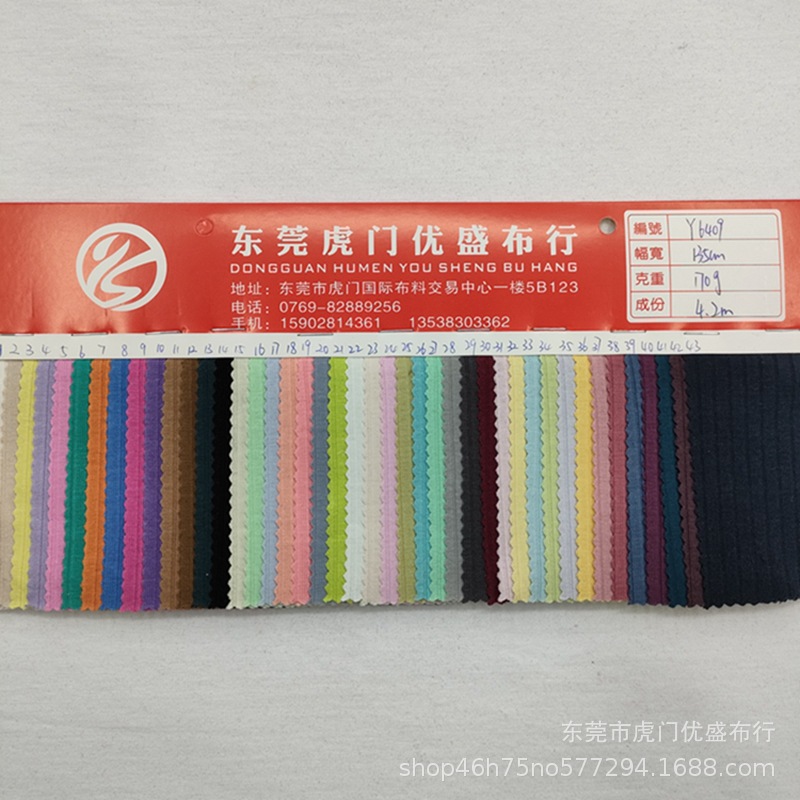 东莞虎门优盛布行
DONGGUAN HUMEN YOU SHENG BU HANG
地址：东莞市虎门国际布料交易中心一楼5B123
电话：0769-82889256
手机：15902814361 13538303362
編號 Y6409
幅寬 135cm
克重 170g
成份 4.2m
1 2 3 4 5 6 7 8 9 10 11 12 13 14 15 16 17 18 19 20 21 22 23 24 25 26 27 28 29 30 31 32 33 34 35 36 37 38 39 40 41 42 43
东莞市虎门优盛布行
shop46h75no577294.1688.com